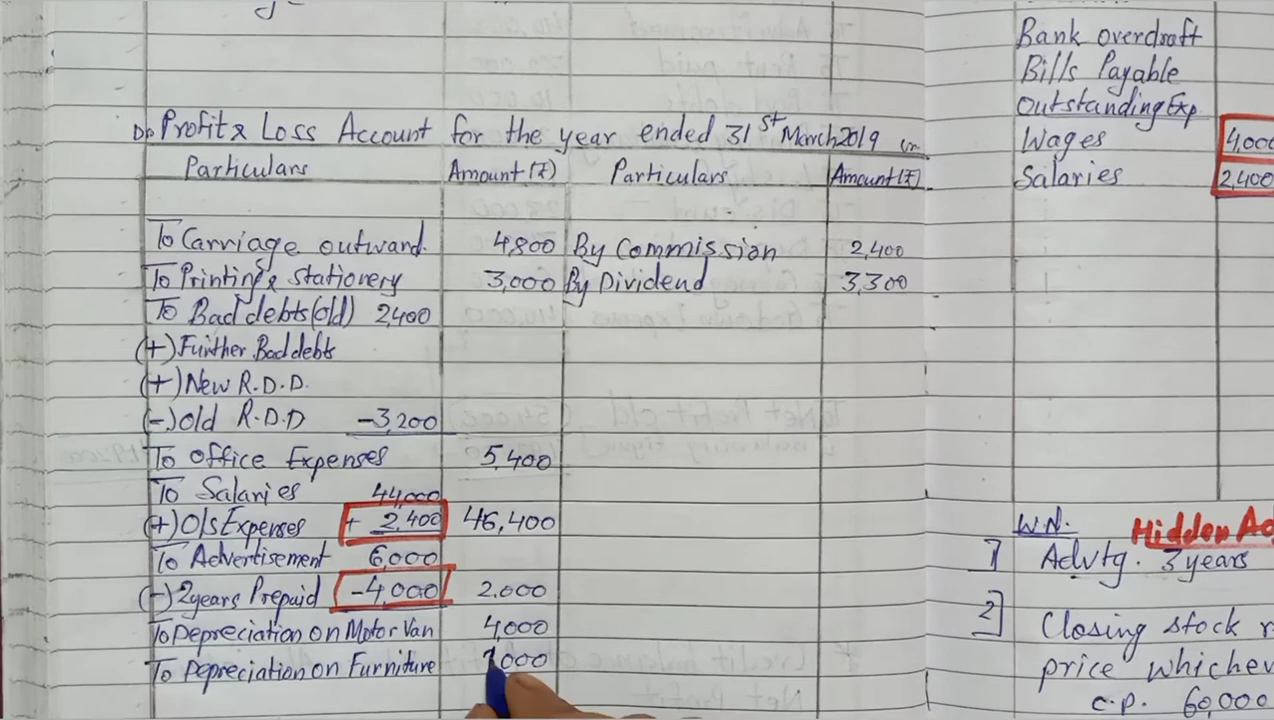 Dr. Profit & Loss Account for the year ended 31st March 2019 Cr.
Particulars Amount (₹) Particulars Amount (₹)
To Carriage outward. 4,800 By Commission 2,400
To Printing & Stationery 3,000 By Dividend 3,300
To Bad debts (old) 2,400
(+) Further Bad debts
(+) New R.D.D.
(-) Old R.D.D -3,200
To Office Expenses 5,400
To Salaries 44,000
(+) O/s Expenses + 2,400 46,400
To Advertisement 6,000
(-) 2years Prepaid -4,000 2,000
To Depreciation on Motor Van 4,000
To Depreciation on Furniture 000
Bank overdraft
Bills Payable
Outstanding Exp
Wages 4,000
Salaries 2,400
W.N. Hidden Ad
1] Advtg. 3 years
2] Closing stock
price whichev
C.P. 60,000